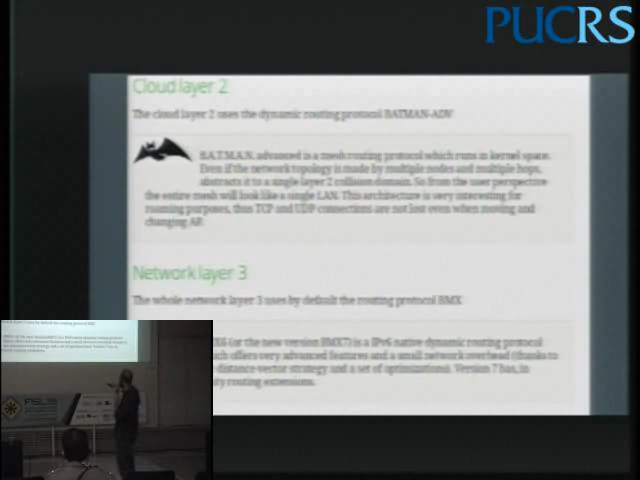 PUCRS
Cloud layer 2
The cloud layer 2 uses the dynamic routing protocol BATMAN-ADV
B.A.T.M.A.N. advanced is a mesh routing protocol which runs in kernel space.
Even if the network topology is made by multiple nodes and multiple hops,
abstracts it to a single layer 2 collision domain. So from the user perspective
the entire mesh will look like a single LAN. This architecture is very interesting for
roaming purposes, thus TCP and UDP connections are not lost even when moving and
changing AP.
Network layer 3
The whole network layer 3 uses by default the routing protocol BMX
X6 (or the new version BMX7) is a IPv6 native dynamic routing protocol
ch offers very advanced features and a small network overhead (thanks to
distance-vector strategy and a set of optimizations). Version 7 has, in
ty routing extensions.
FISL16